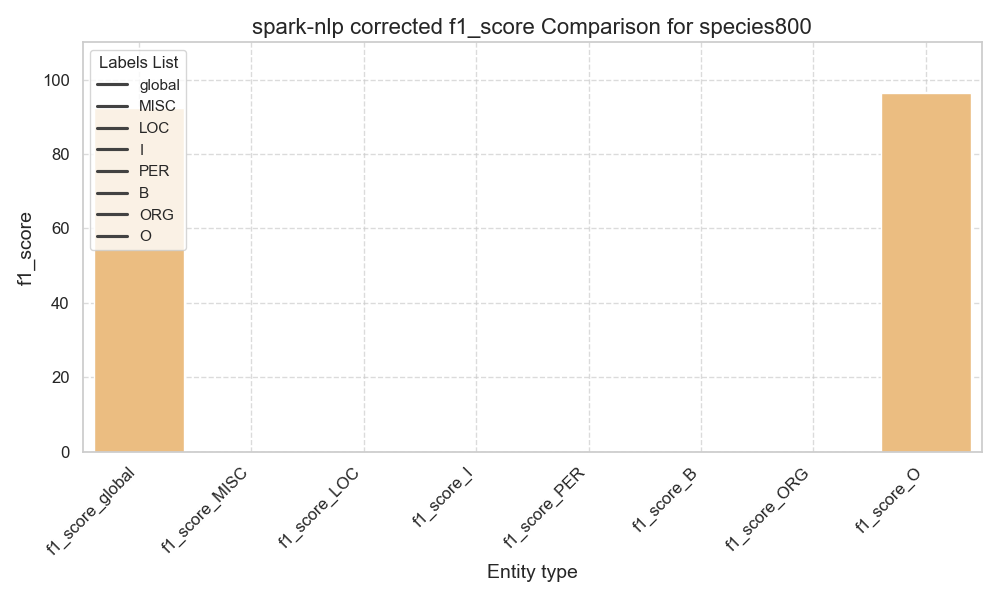 spark-nlp corrected f1_score Comparison for species800
Labels List
global
MISC
LOC
I
PER
B
ORG
O
f1_score
100
80
60
40
20
0
f1_score_global
f1_score_MISC
f1_score_LOC
f1_score_I
f1_score_PER
f1_score_B
f1_score_ORG
f1_score_O
Entity type